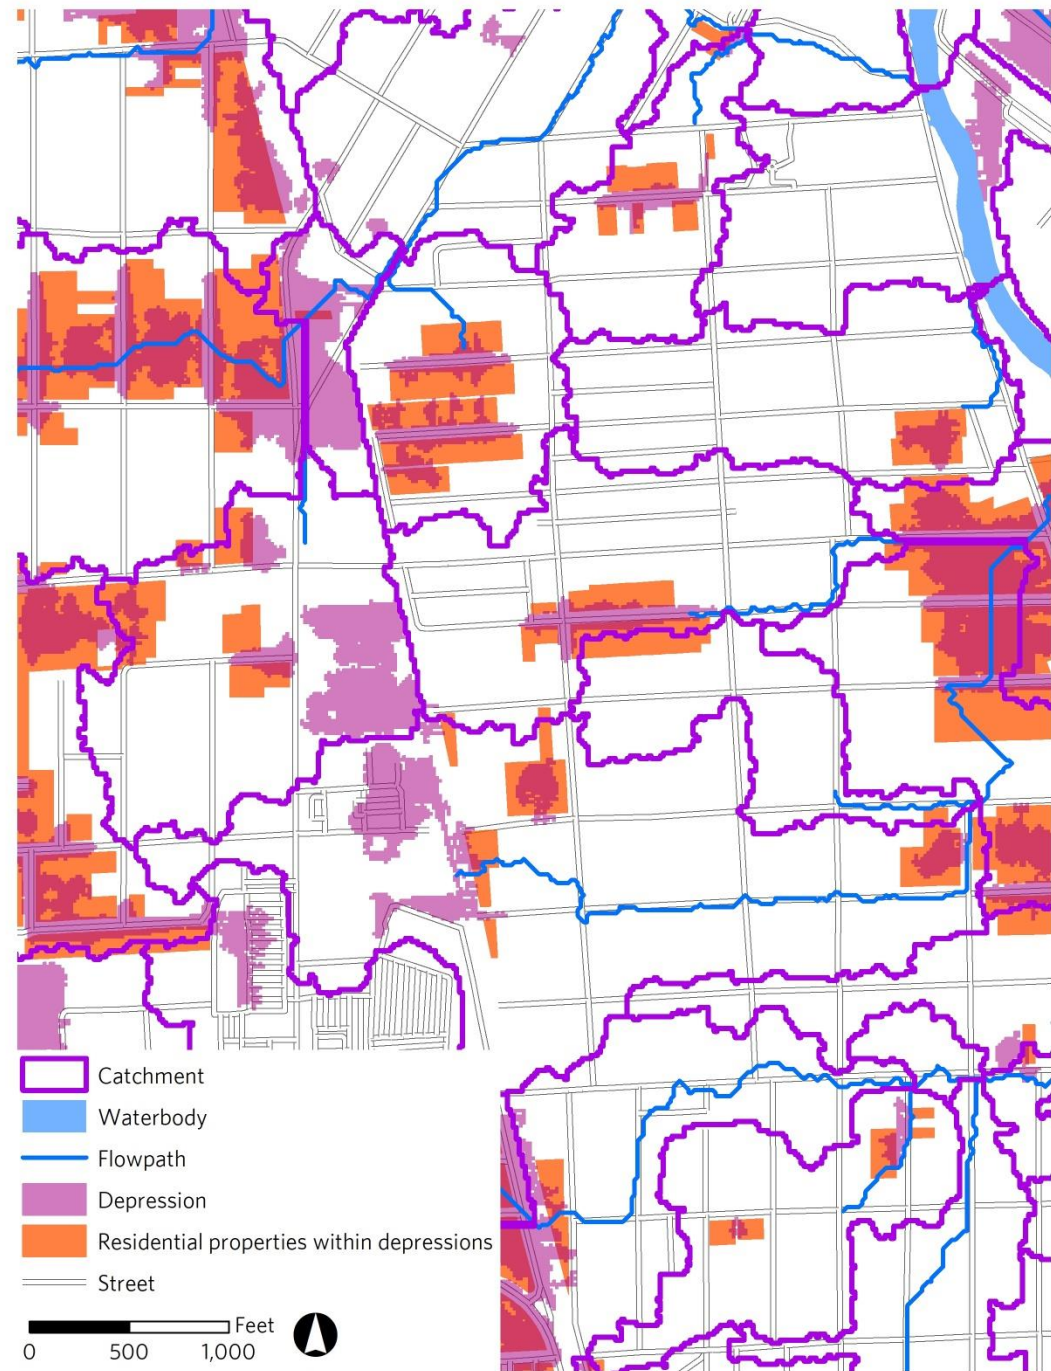 Catchment
Waterbody
Flowpath
Depression
Residential properties within depressions
Street
Feet
0 500 1,000